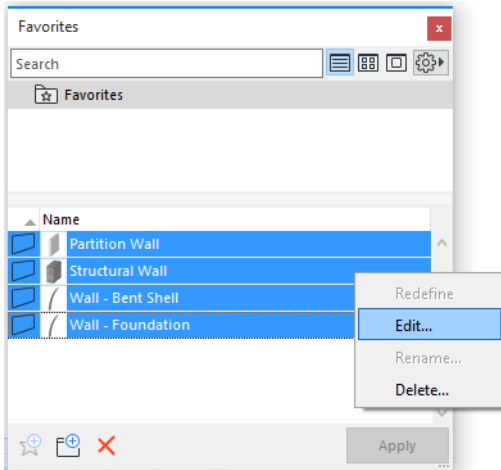 Favorites
x
Search
Favorites
Name
Partition Wall
Structural Wall
Wall - Bent Shell
Wall - Foundation
Redefine
Edit...
Rename...
Delete...
Apply